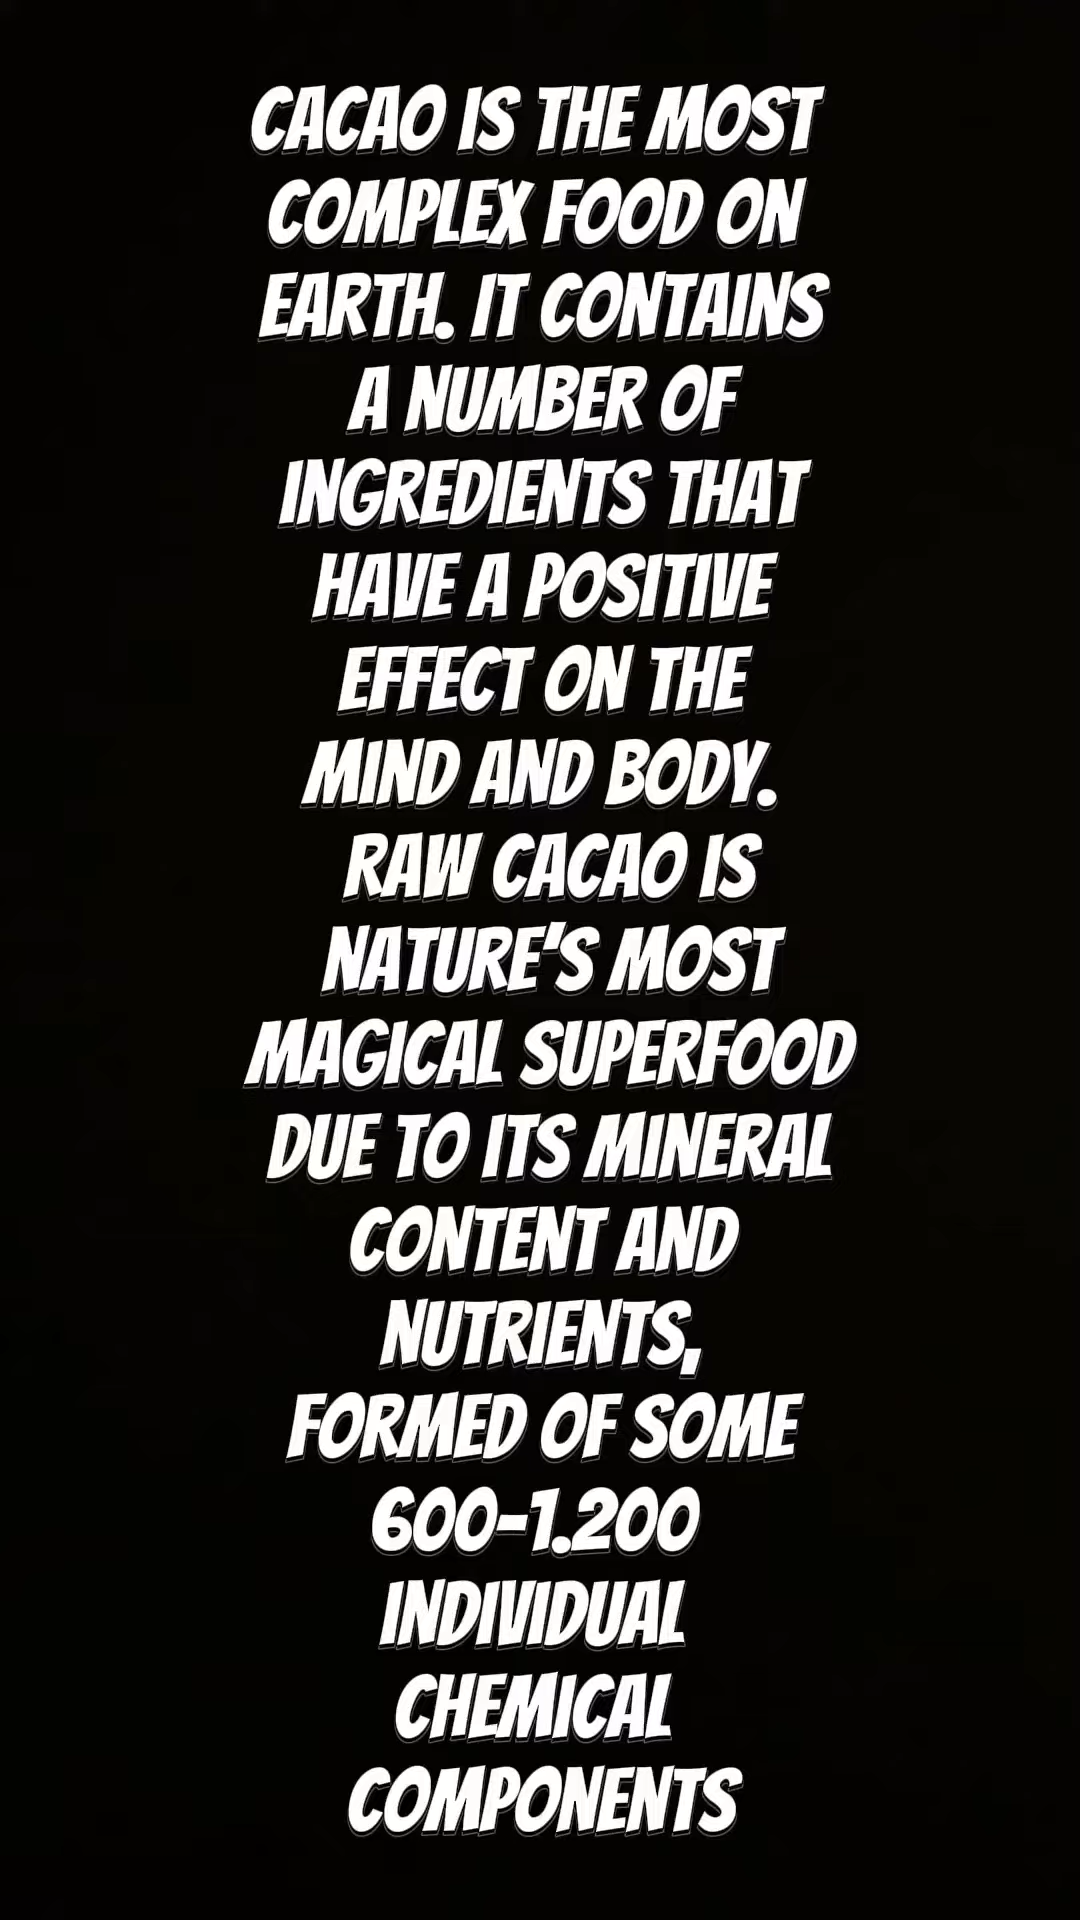 CACAO IS THE MOST
COMPLEX FOOD ON
EARTH. IT CONTAINS
A NUMBER OF
INGREDIENTS THAT
HAVE A POSITIVE
EFFECT ON THE
MIND AND BODY.
RAW CACAO IS
NATURE'S MOST
MAGICAL SUPERFOOD
DUE TO ITS MINERAL
CONTENT AND
NUTRIENTS,
FORMED OF SOME
600-1.200
INDIVIDUAL
CHEMICAL
COMPONENTS